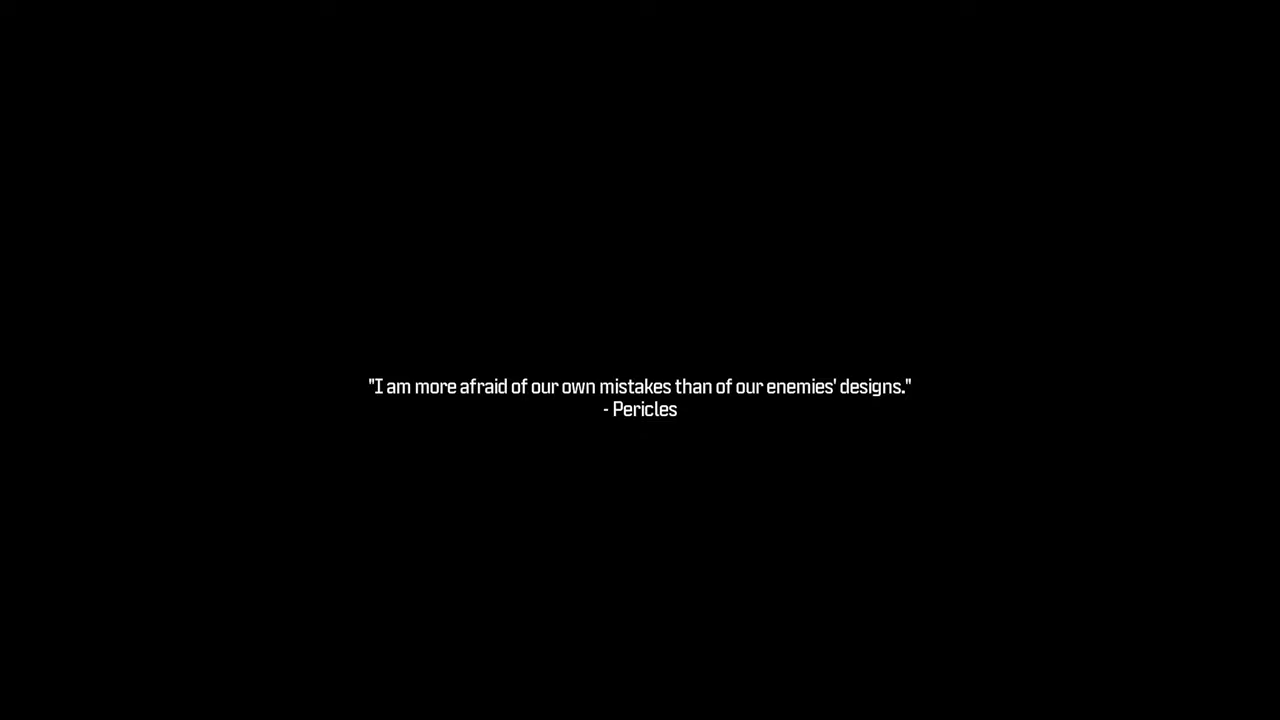 "I am more afraid of our own mistakes than of our enemies' designs."
- Pericles